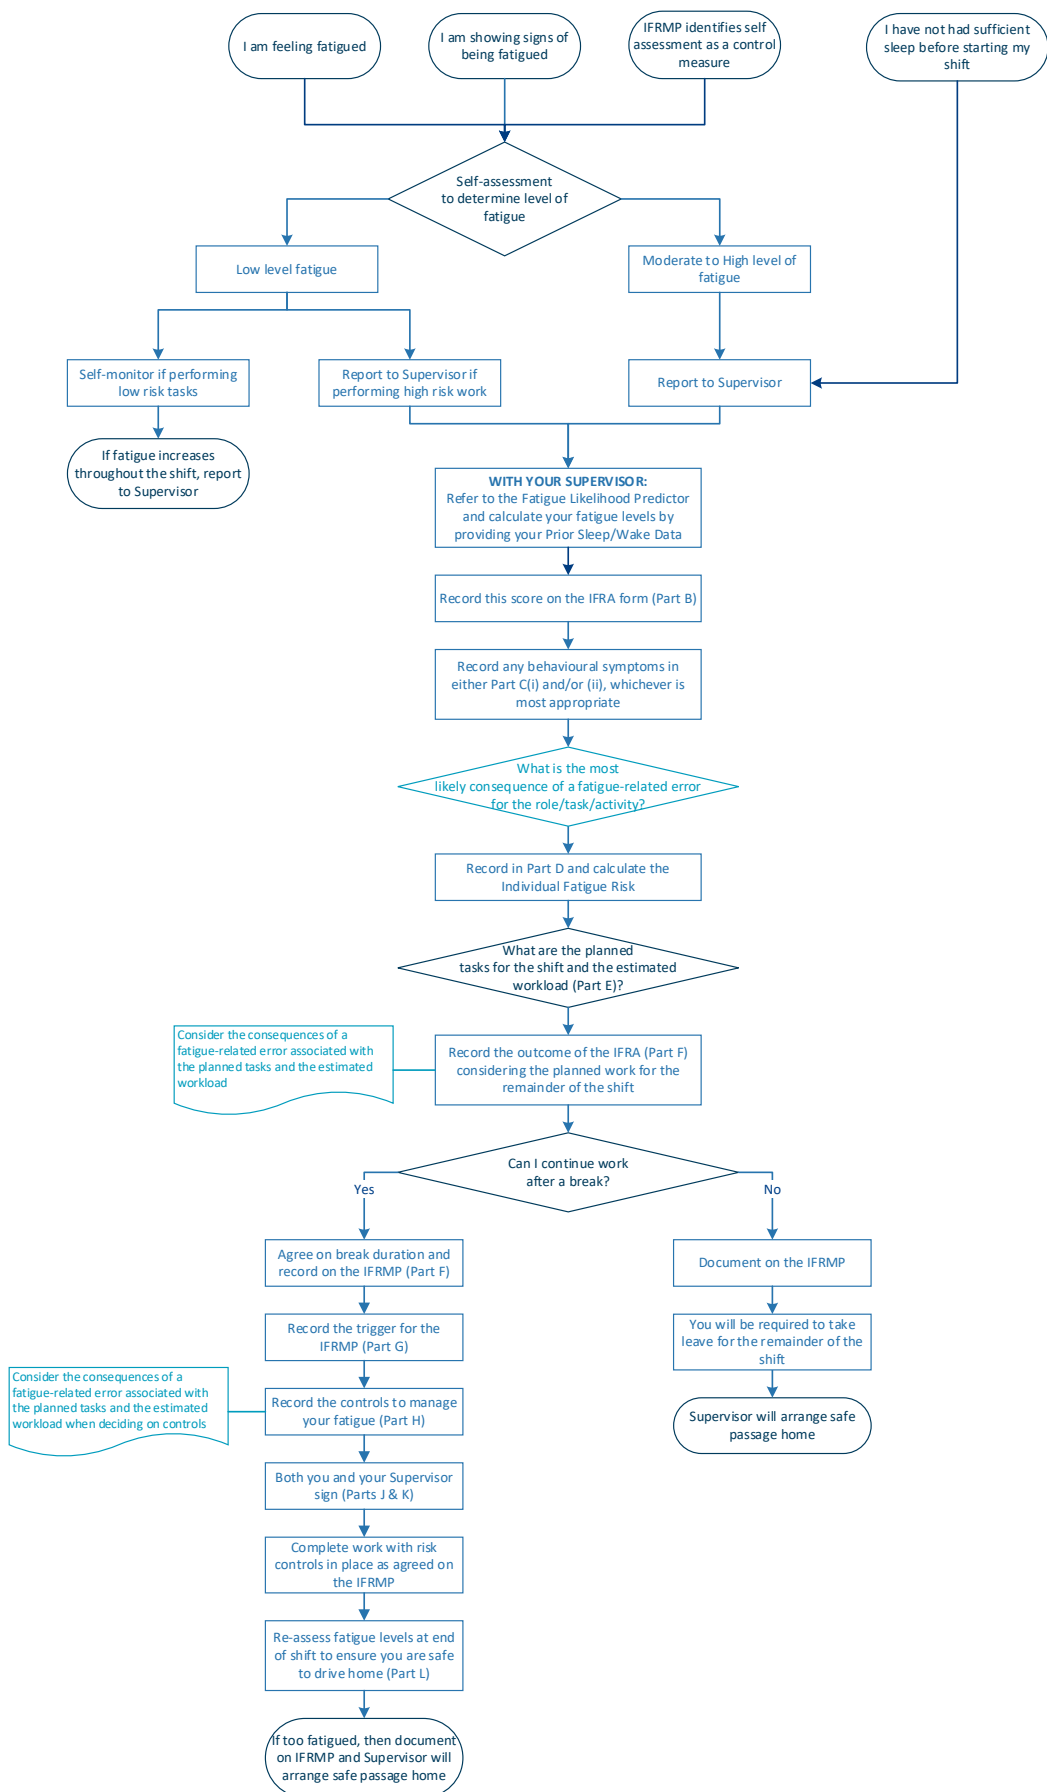 I am feeling fatigued
I am showing signs of
being fatigued
IFRMP identifies self
assessment as a control
measure
I have not had sufficient
sleep before starting my
shift
Self-assessment
to determine level of
fatigue
Low level fatigue
Moderate to High level of
fatigue
Self-monitor if performing
low risk tasks
Report to Supervisor if
performing high risk work
Report to Supervisor
If fatigue increases
throughout the shift, report
to Supervisor
WITH YOUR SUPERVISOR:
Refer to the Fatigue Likelihood Predictor
and calculate your fatigue levels by
providing your Prior Sleep/Wake Data
Record this score on the IFRA form (Part B)
Record any behavioural symptoms in
either Part C(i) and/or (ii), whichever is
most appropriate
What is the most
likely consequence of a fatigue-related error
for the role/task/activity?
Record in Part D and calculate the
Individual Fatigue Risk
What are the planned
tasks for the shift and the estimated
workload (Part E)?
Consider the consequences of a
fatigue-related error associated with
the planned tasks and the estimated
workload
Record the outcome of the IFRA (Part F)
considering the planned work for the
remainder of the shift
Can I continue work
after a break?
Yes
No
Agree on break duration and
record on the IFRMP (Part F)
Document on the IFRMP
Record the trigger for the
IFRMP (Part G)
You will be required to take
leave for the remainder of the
shift
Consider the consequences of a
fatigue-related error associated with
the planned tasks and the estimated
workload when deciding on controls
Record the controls to manage
your fatigue (Part H)
Supervisor will arrange safe
passage home
Both you and your Supervisor
sign (Parts J & K)
Complete work with risk
controls in place as agreed on
the IFRMP
Re-assess fatigue levels at end
of shift to ensure you are safe
to drive home (Part L)
If too fatigued, then document
on IFRMP and Supervisor will
arrange safe passage home